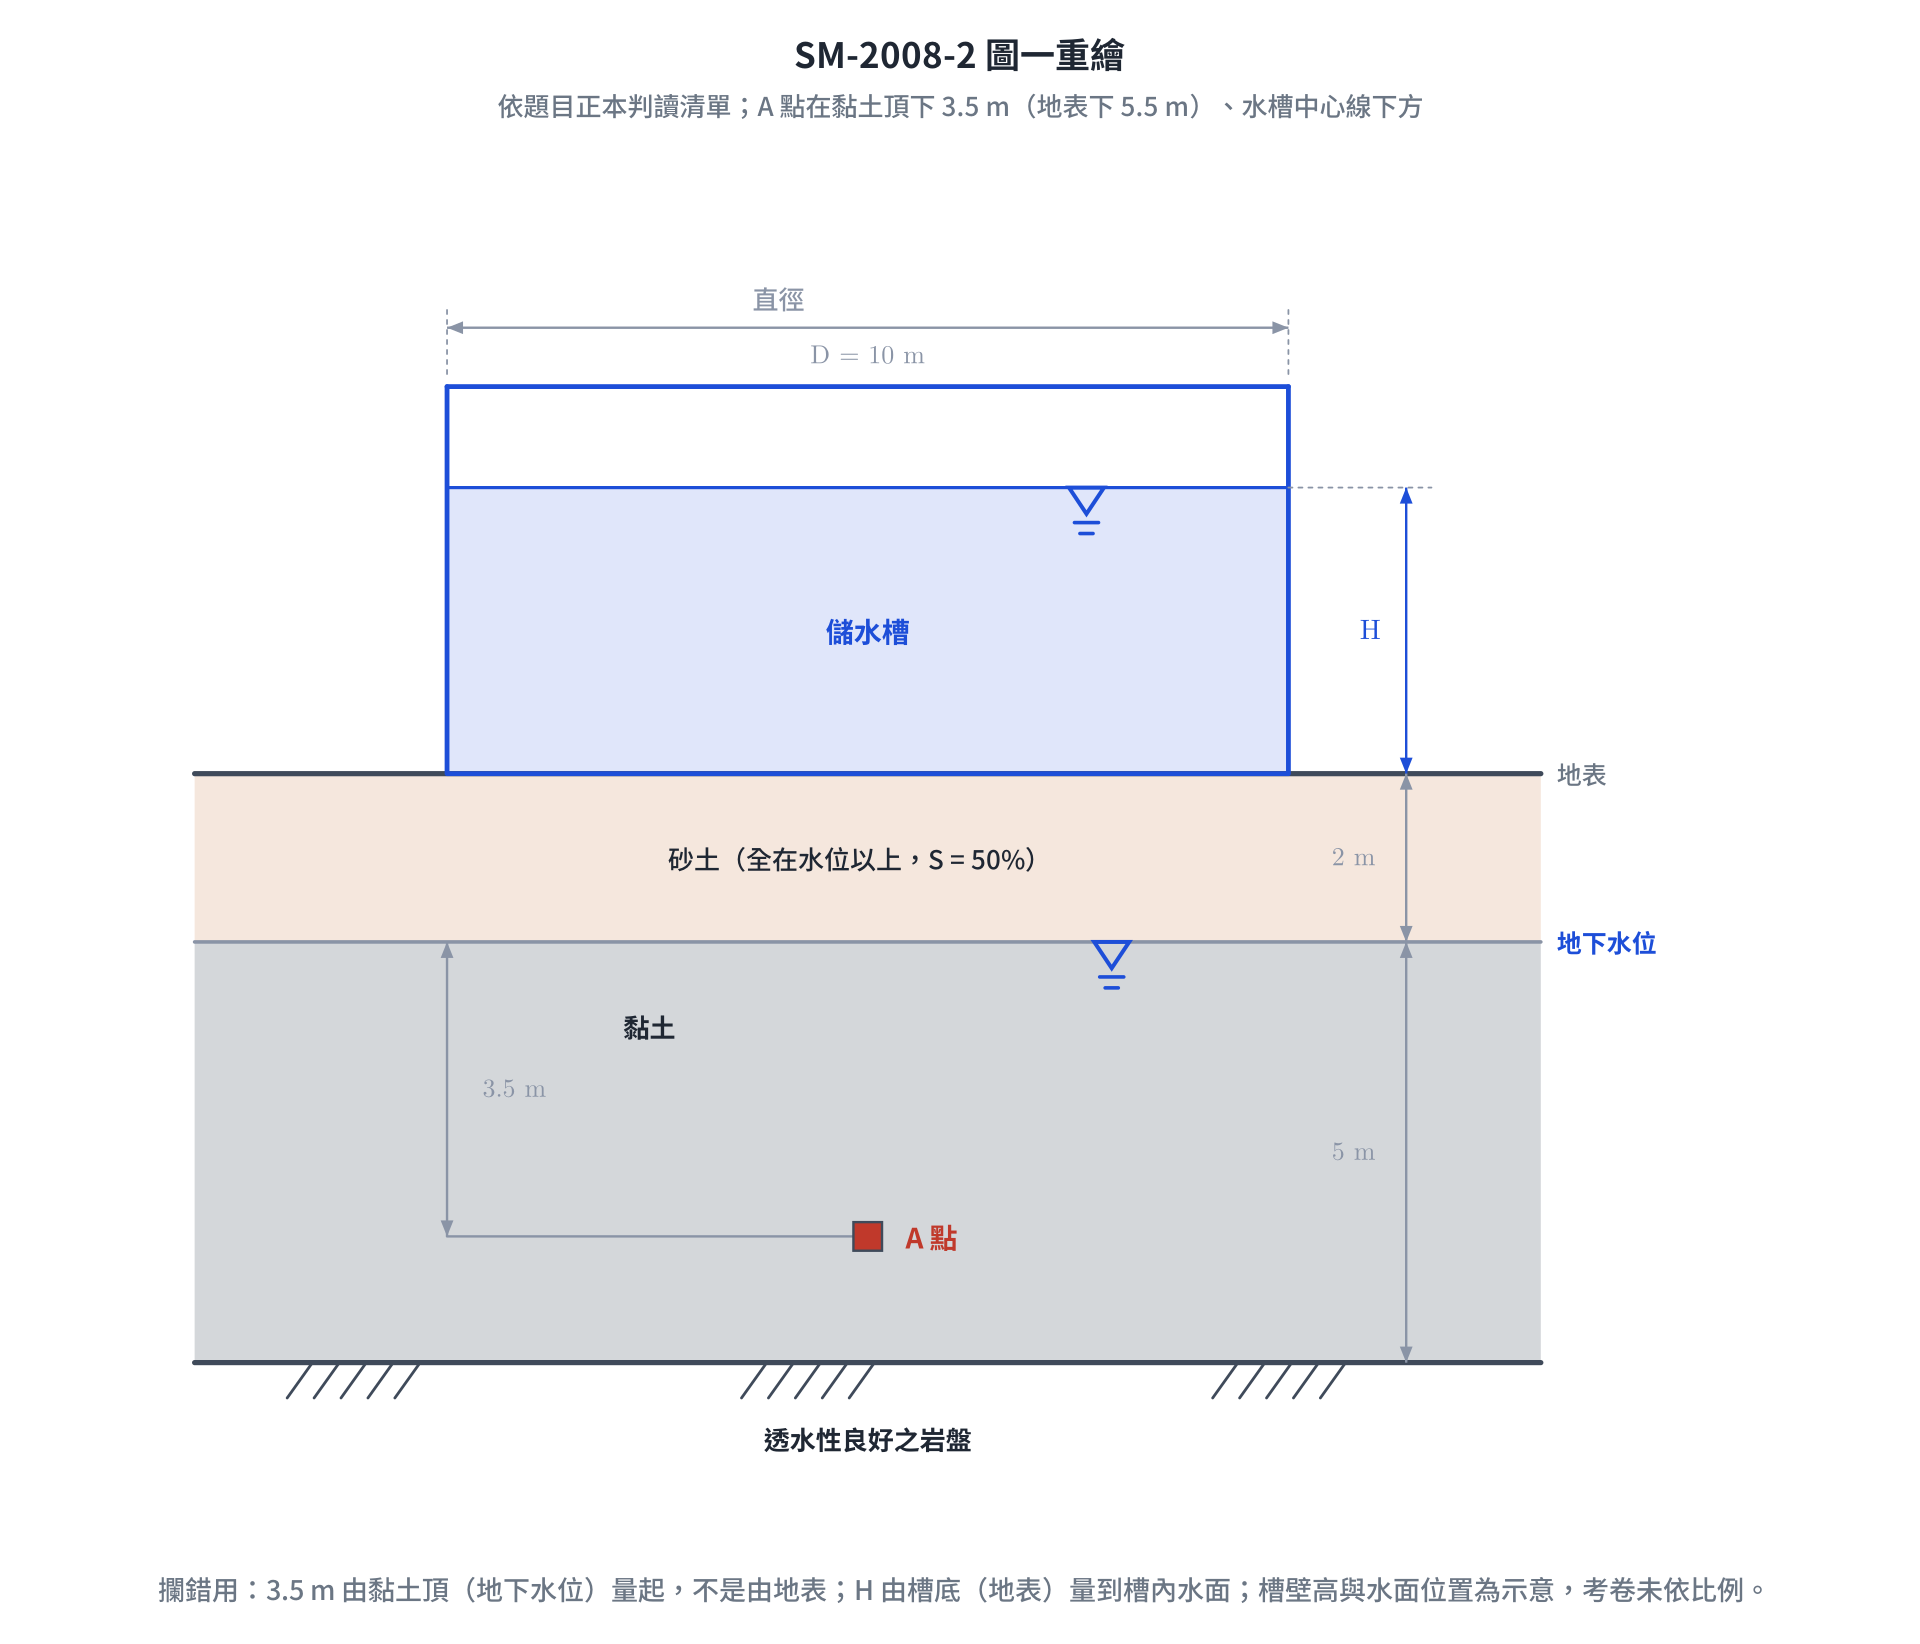 SM-2008-2 圖一重繪
依題目正本判讀清單；A 點在黏土頂下 3.5 m（地表下 5.5 m）、水槽中心線下方
直徑
D = 10 m
儲水槽
H
地表
砂土（全在水位以上，S = 50%）
2 m
地下水位
黏土
3.5 m
5 m
A 點
透水性良好之岩盤
攔錯用：3.5 m 由黏土頂（地下水位）量起，不是由地表；H 由槽底（地表）量到槽內水面；槽壁高與水面位置為示意，考卷未依比例。